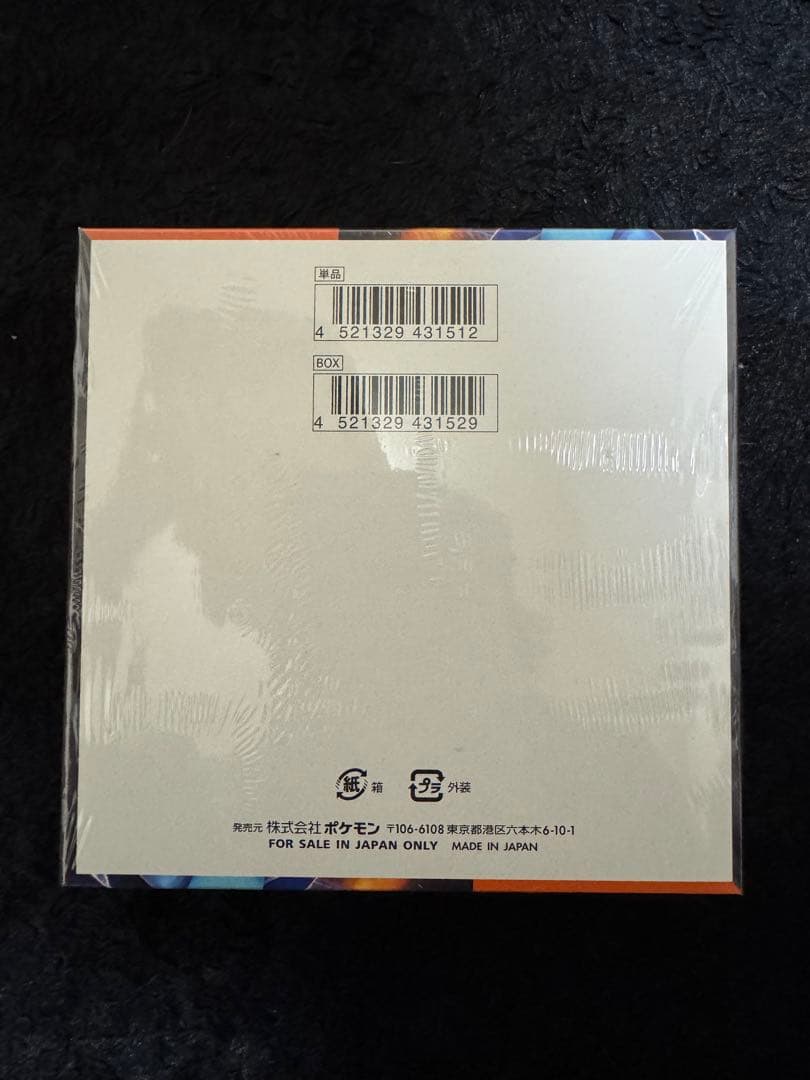 単品
4 521329 431512
BOX
4 521329 431529
紙 箱 プラ 外装
発売元 株式会社 ポケモン 〒106-6108 東京都港区六本木6-10-1
FOR SALE IN JAPAN ONLY MADE IN JAPAN